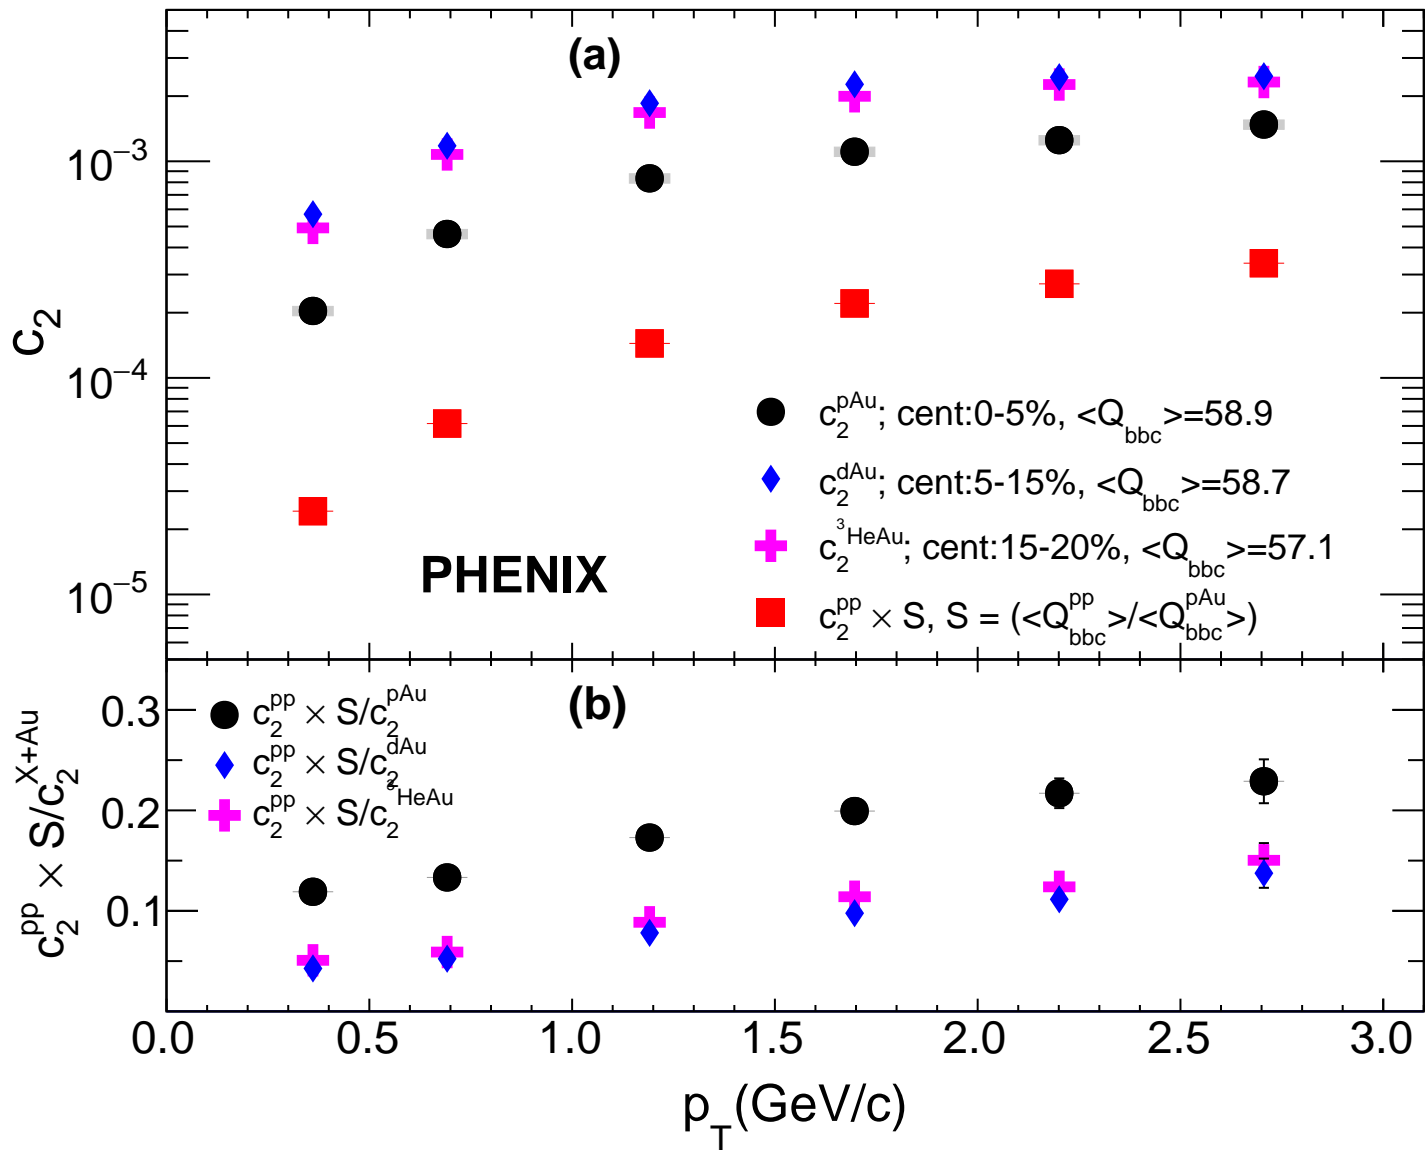 (a)
10⁻³
10⁻⁴
10⁻⁵
c₂
c₂^pAu; cent:0-5%, <Q_bbc>=58.9
c₂^dAu; cent:5-15%, <Q_bbc>=58.7
c₂^³HeAu; cent:15-20%, <Q_bbc>=57.1
c₂^pp × S, S = (<Q_bbc^pp>/<Q_bbc^pAu>)
PHENIX
(b)
c₂^pp × S/c₂^pAu
c₂^pp × S/c₂^dAu
c₂^pp × S/c₂^³HeAu
0.3
0.2
0.1
c₂^pp × S/c₂^X+Au
0.0 0.5 1.0 1.5 2.0 2.5 3.0
p_T(GeV/c)